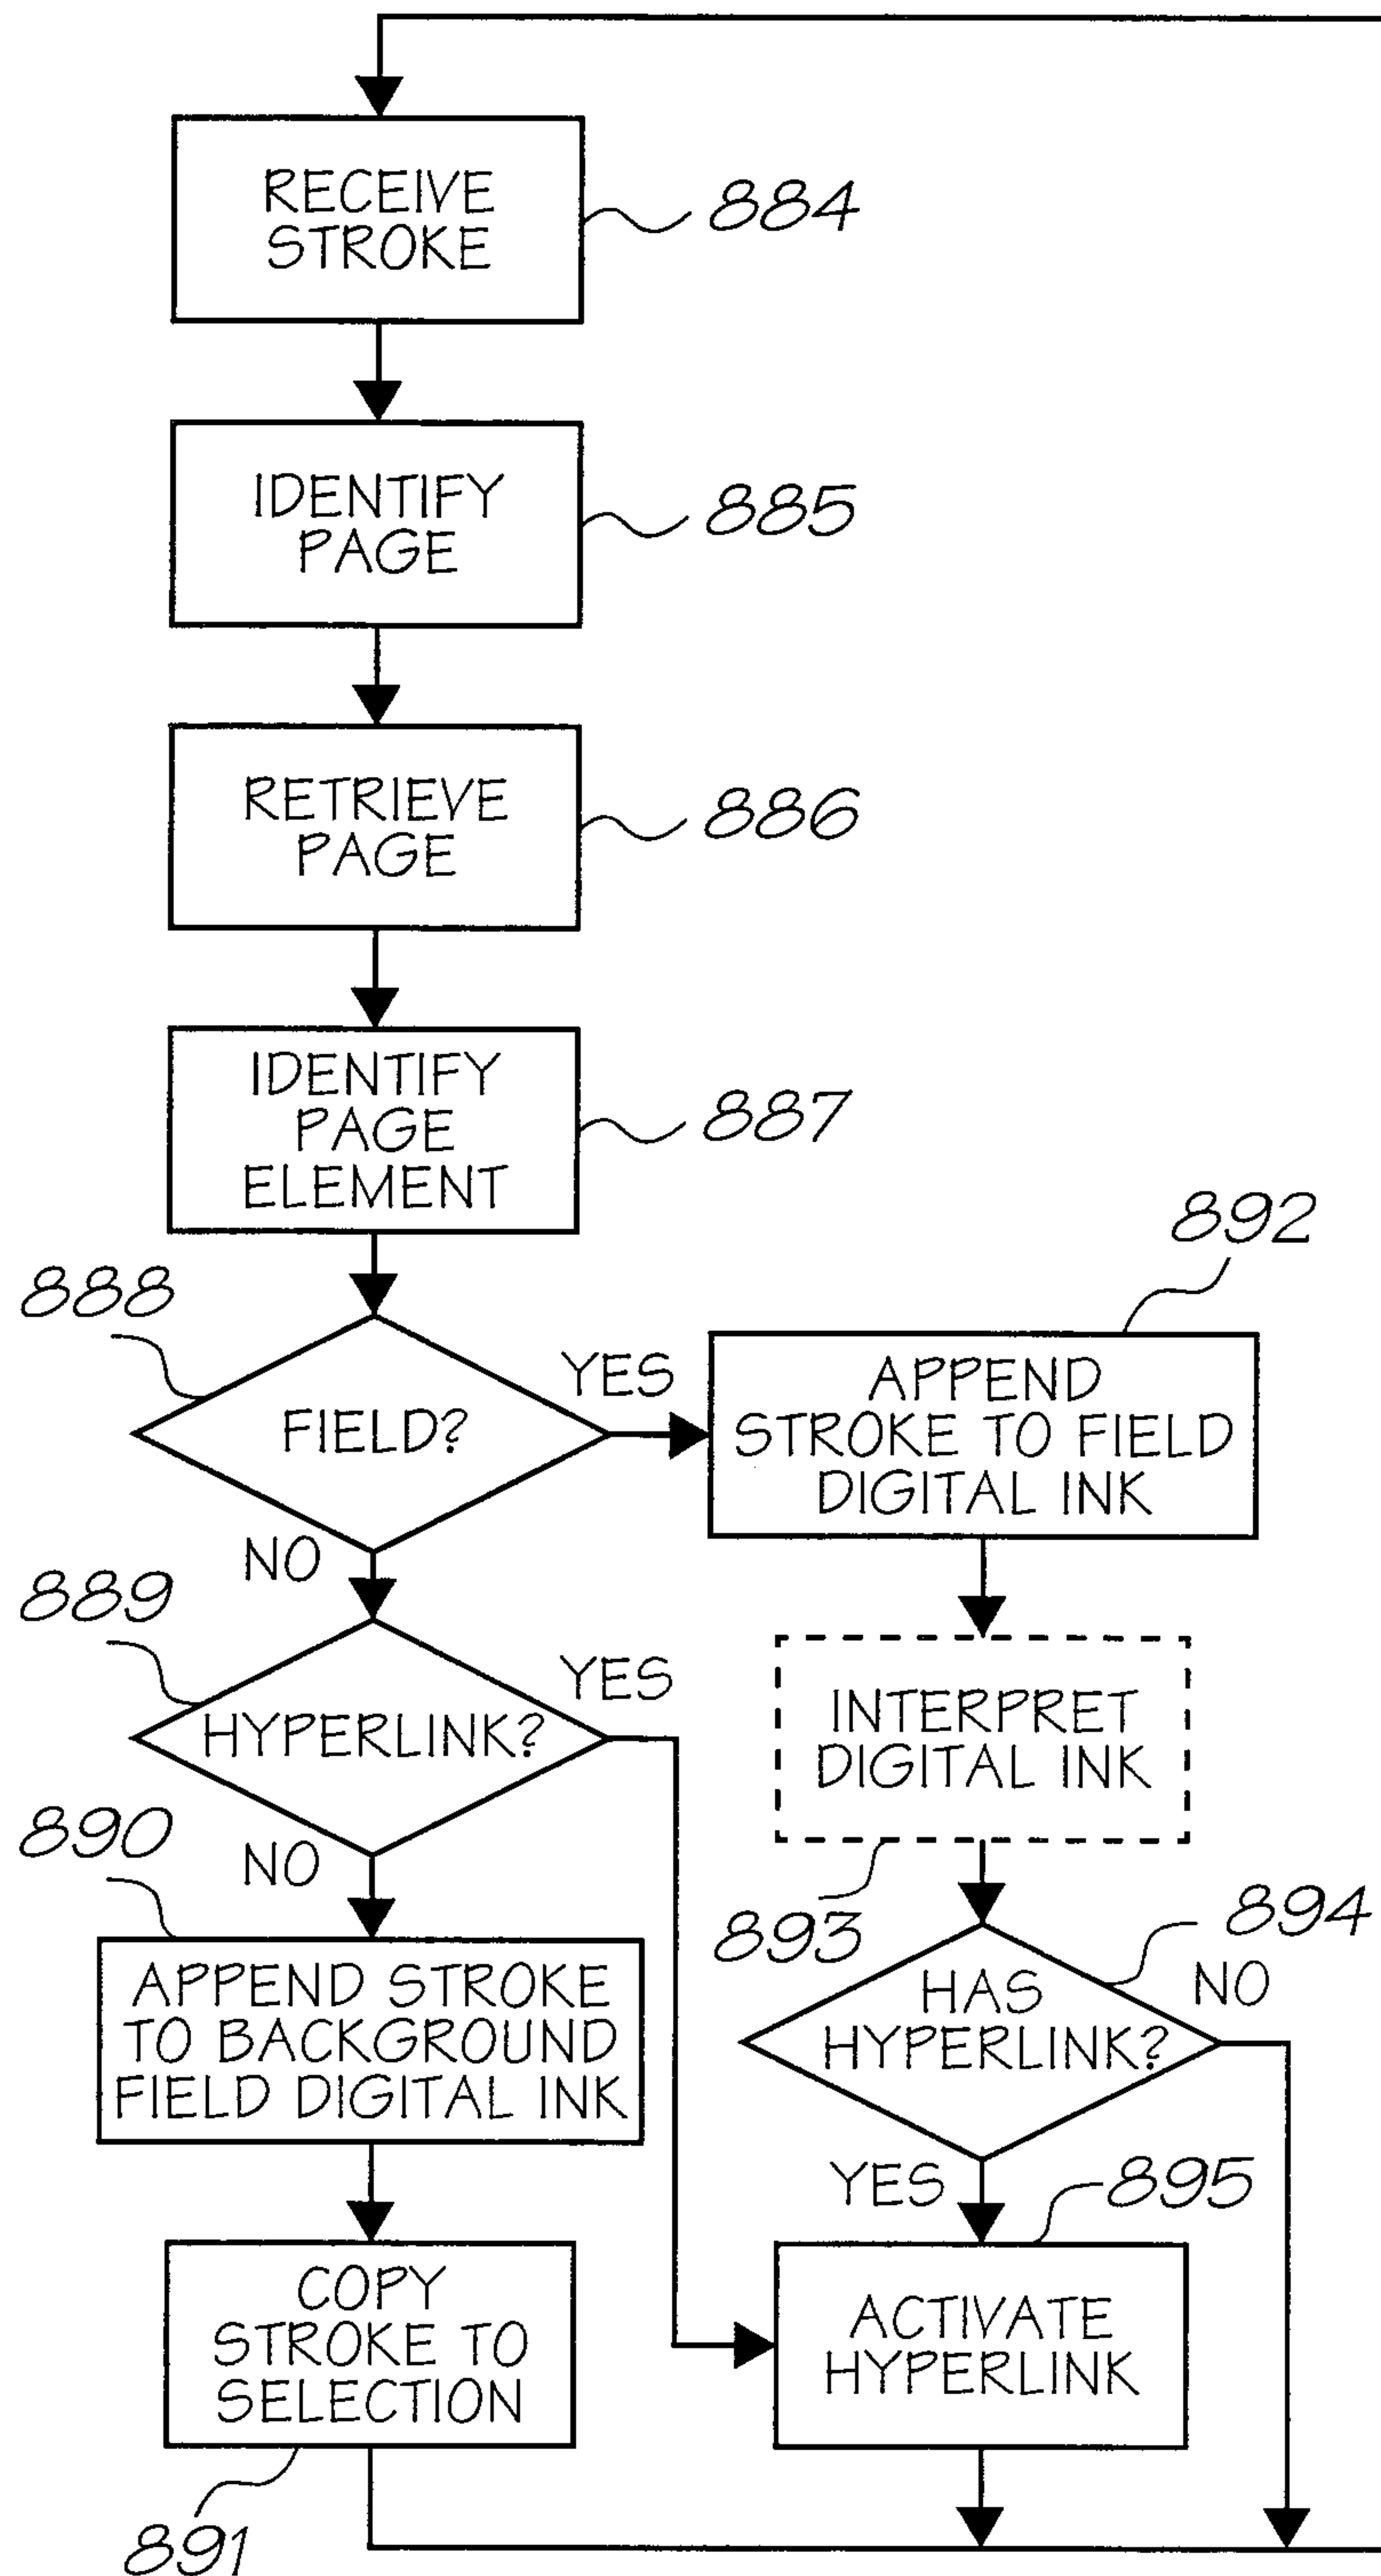 RECEIVE
STROKE
884
IDENTIFY
PAGE
885
RETRIEVE
PAGE
886
IDENTIFY
PAGE
ELEMENT
887
888
FIELD?
YES
NO
892
APPEND
STROKE TO FIELD
DIGITAL INK
889
HYPERLINK?
YES
NO
INTERPRET
DIGITAL INK
893
890
APPEND STROKE
TO BACKGROUND
FIELD DIGITAL INK
894
HAS
HYPERLINK?
NO
YES
895
COPY
STROKE TO
SELECTION
891
ACTIVATE
HYPERLINK